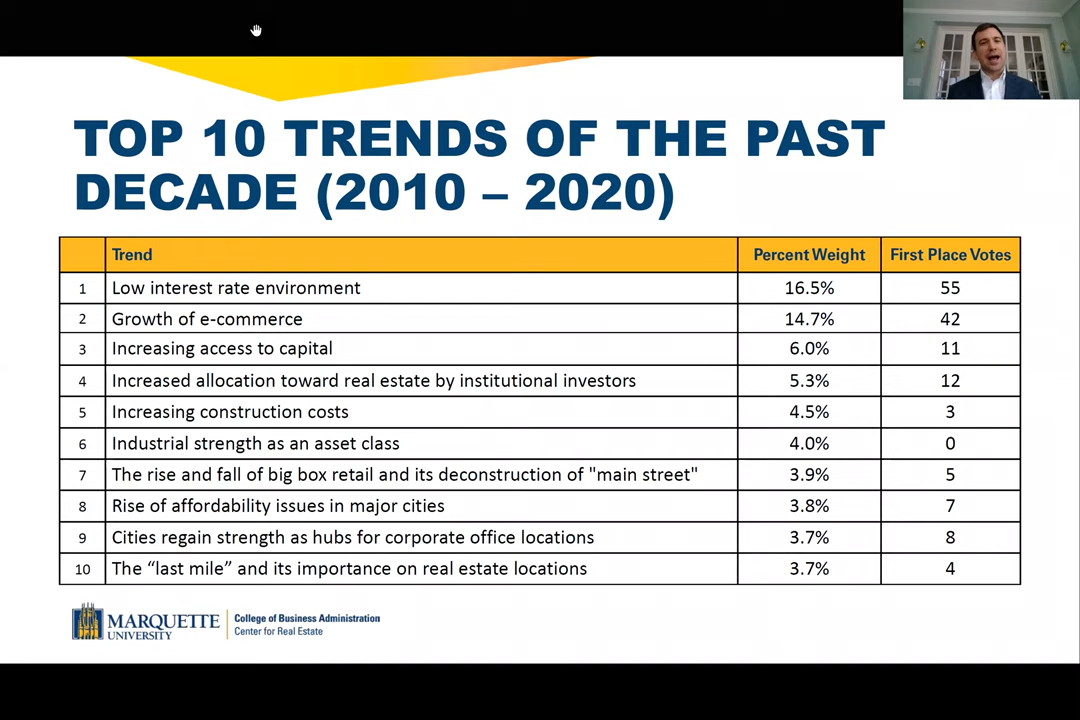 TOP 10 TRENDS OF THE PAST
DECADE (2010 – 2020)
Trend Percent Weight First Place Votes
1 Low interest rate environment 16.5% 55
2 Growth of e-commerce 14.7% 42
3 Increasing access to capital 6.0% 11
4 Increased allocation toward real estate by institutional investors 5.3% 12
5 Increasing construction costs 4.5% 3
6 Industrial strength as an asset class 4.0% 0
7 The rise and fall of big box retail and its deconstruction of "main street" 3.9% 5
8 Rise of affordability issues in major cities 3.8% 7
9 Cities regain strength as hubs for corporate office locations 3.7% 8
10 The “last mile” and its importance on real estate locations 3.7% 4
MARQUETTE
UNIVERSITY
College of Business Administration
Center for Real Estate